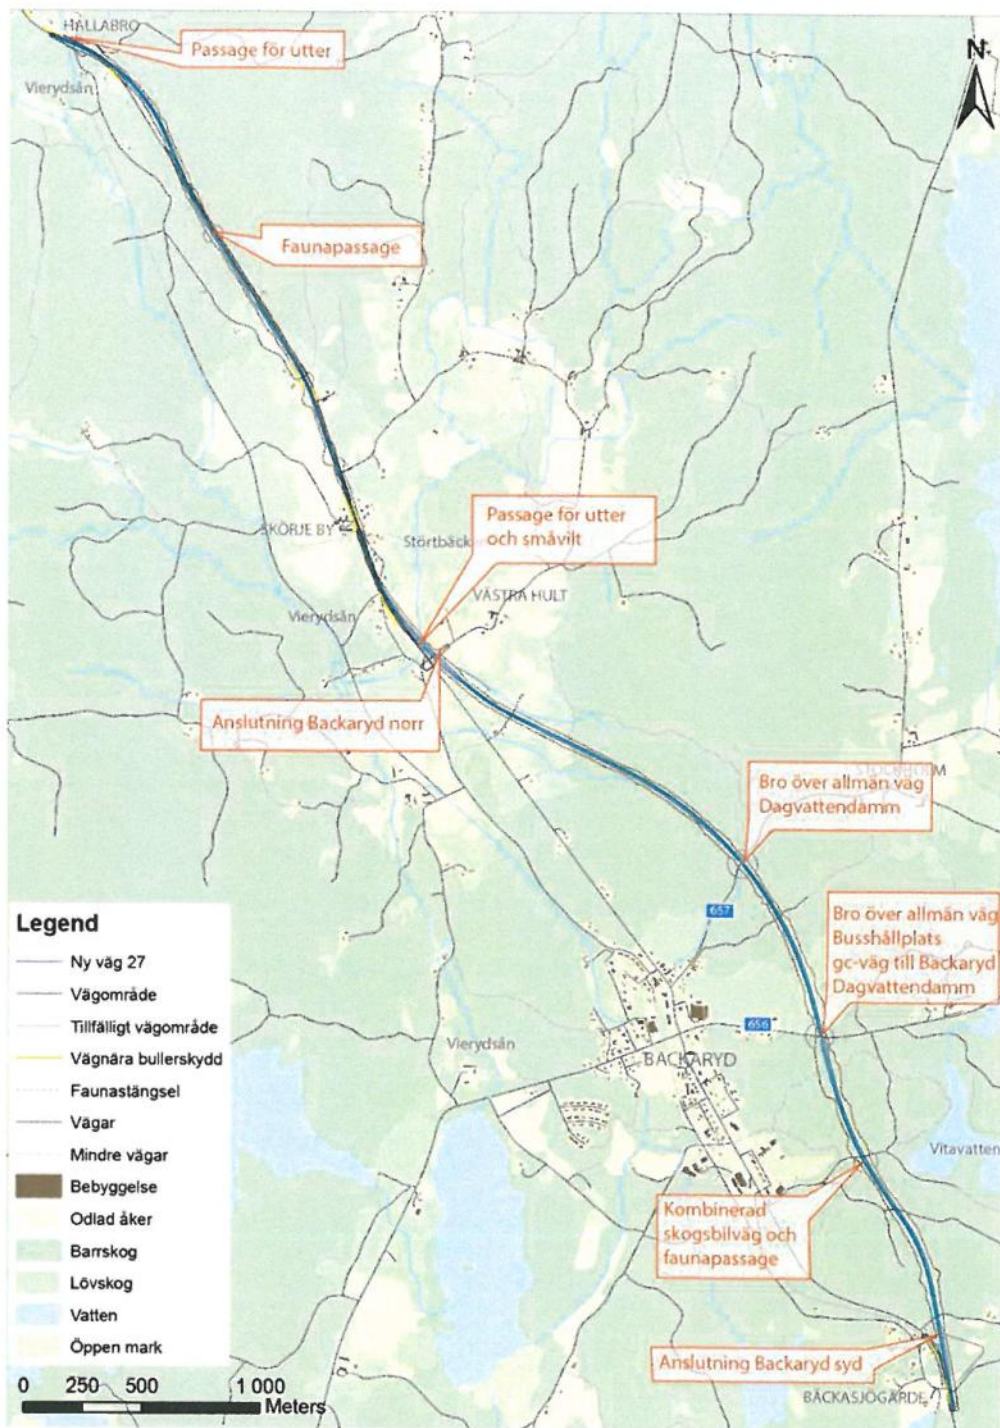 HALLABRO
Passage för utter
N
Vierydsån
Faunapassage
Passage för utter
och småvilt
SKÖRJE BY
Störtbäck
VÄSTRA HULT
Vierydsån
Anslutning Backaryd norr
Bro över allmän väg
Dagvattendamm
657
Bro över allmän väg
Busshållplats
gc-väg till Backaryd
Dagvattendamm
656
Vierydsån
BACKARYD
Vitavatten
Kombinerad
skogsbilväg och
faunapassage
Anslutning Backaryd syd
BÄCKASJÖGÄRDE
Legend
Ny väg 27
Vägområde
Tillfälligt vägområde
Vägnära bullerskydd
Faunastängsel
Vägar
Mindre vägar
Bebyggelse
Odlad åker
Barrskog
Lövskog
Vatten
Öppen mark
0 250 500 1 000
Meters